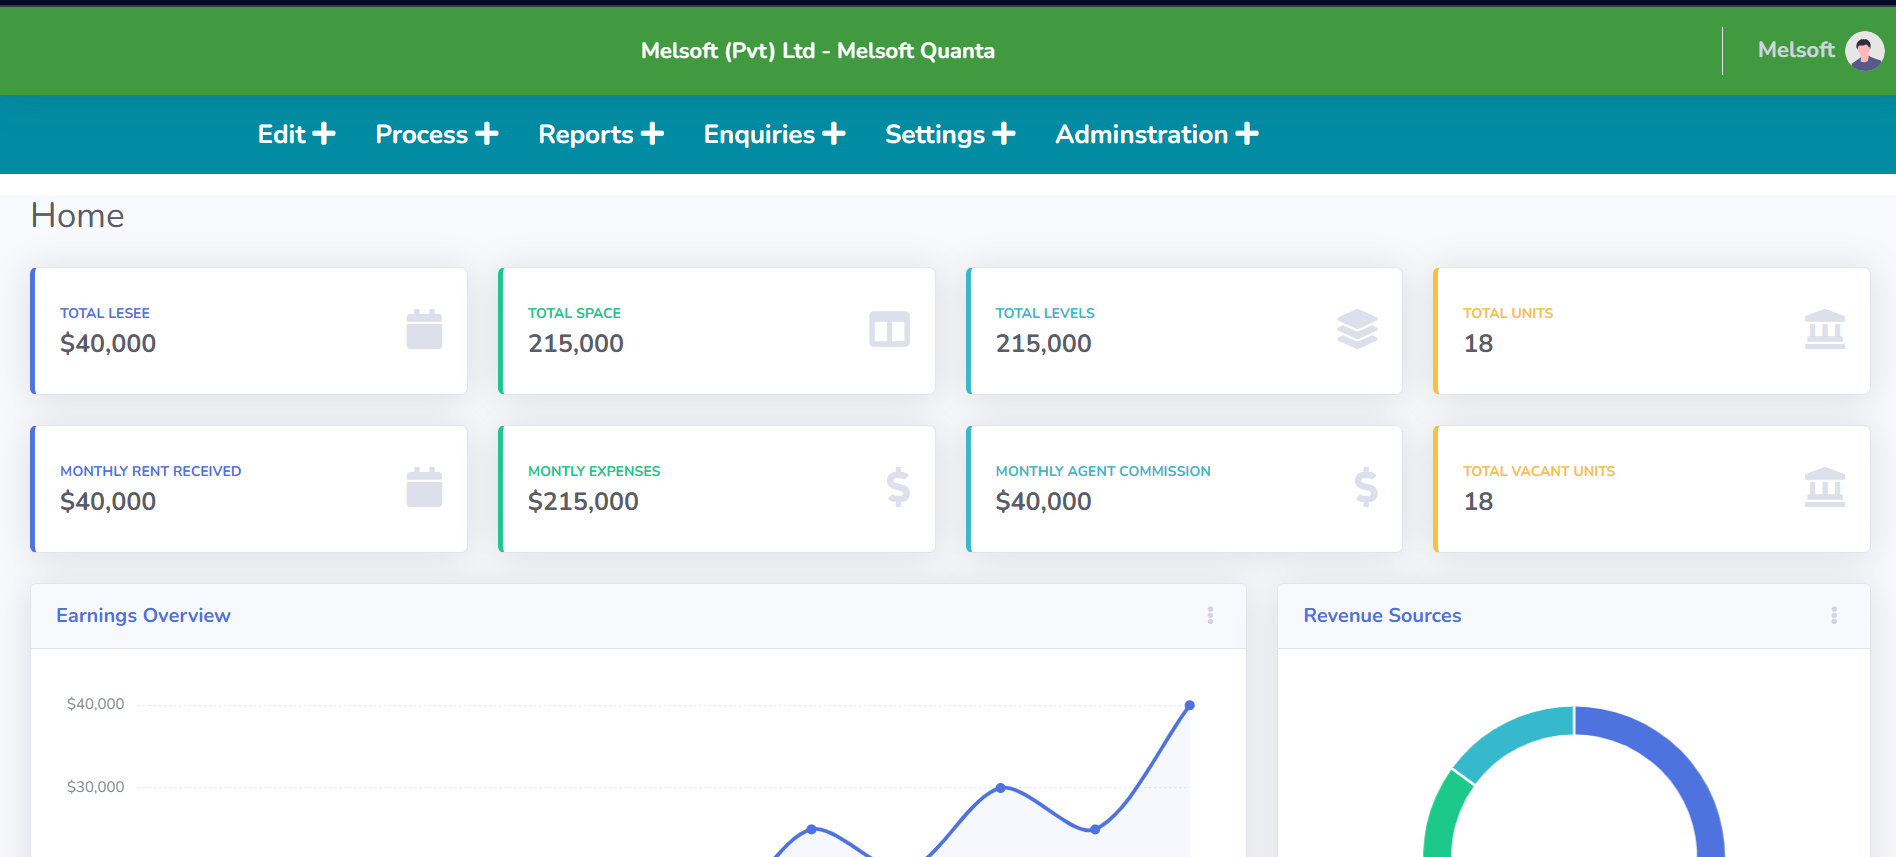 Melsoft (Pvt) Ltd - Melsoft Quanta
Melsoft
Edit Process Reports Enquiries Settings Adminstration
Home
TOTAL LESEE
$40,000
TOTAL SPACE
215,000
TOTAL LEVELS
215,000
TOTAL UNITS
18
MONTHLY RENT RECEIVED
$40,000
MONTLY EXPENSES
$215,000
MONTHLY AGENT COMMISSION
$40,000
TOTAL VACANT UNITS
18
Earnings Overview
$40,000
$30,000
Revenue Sources